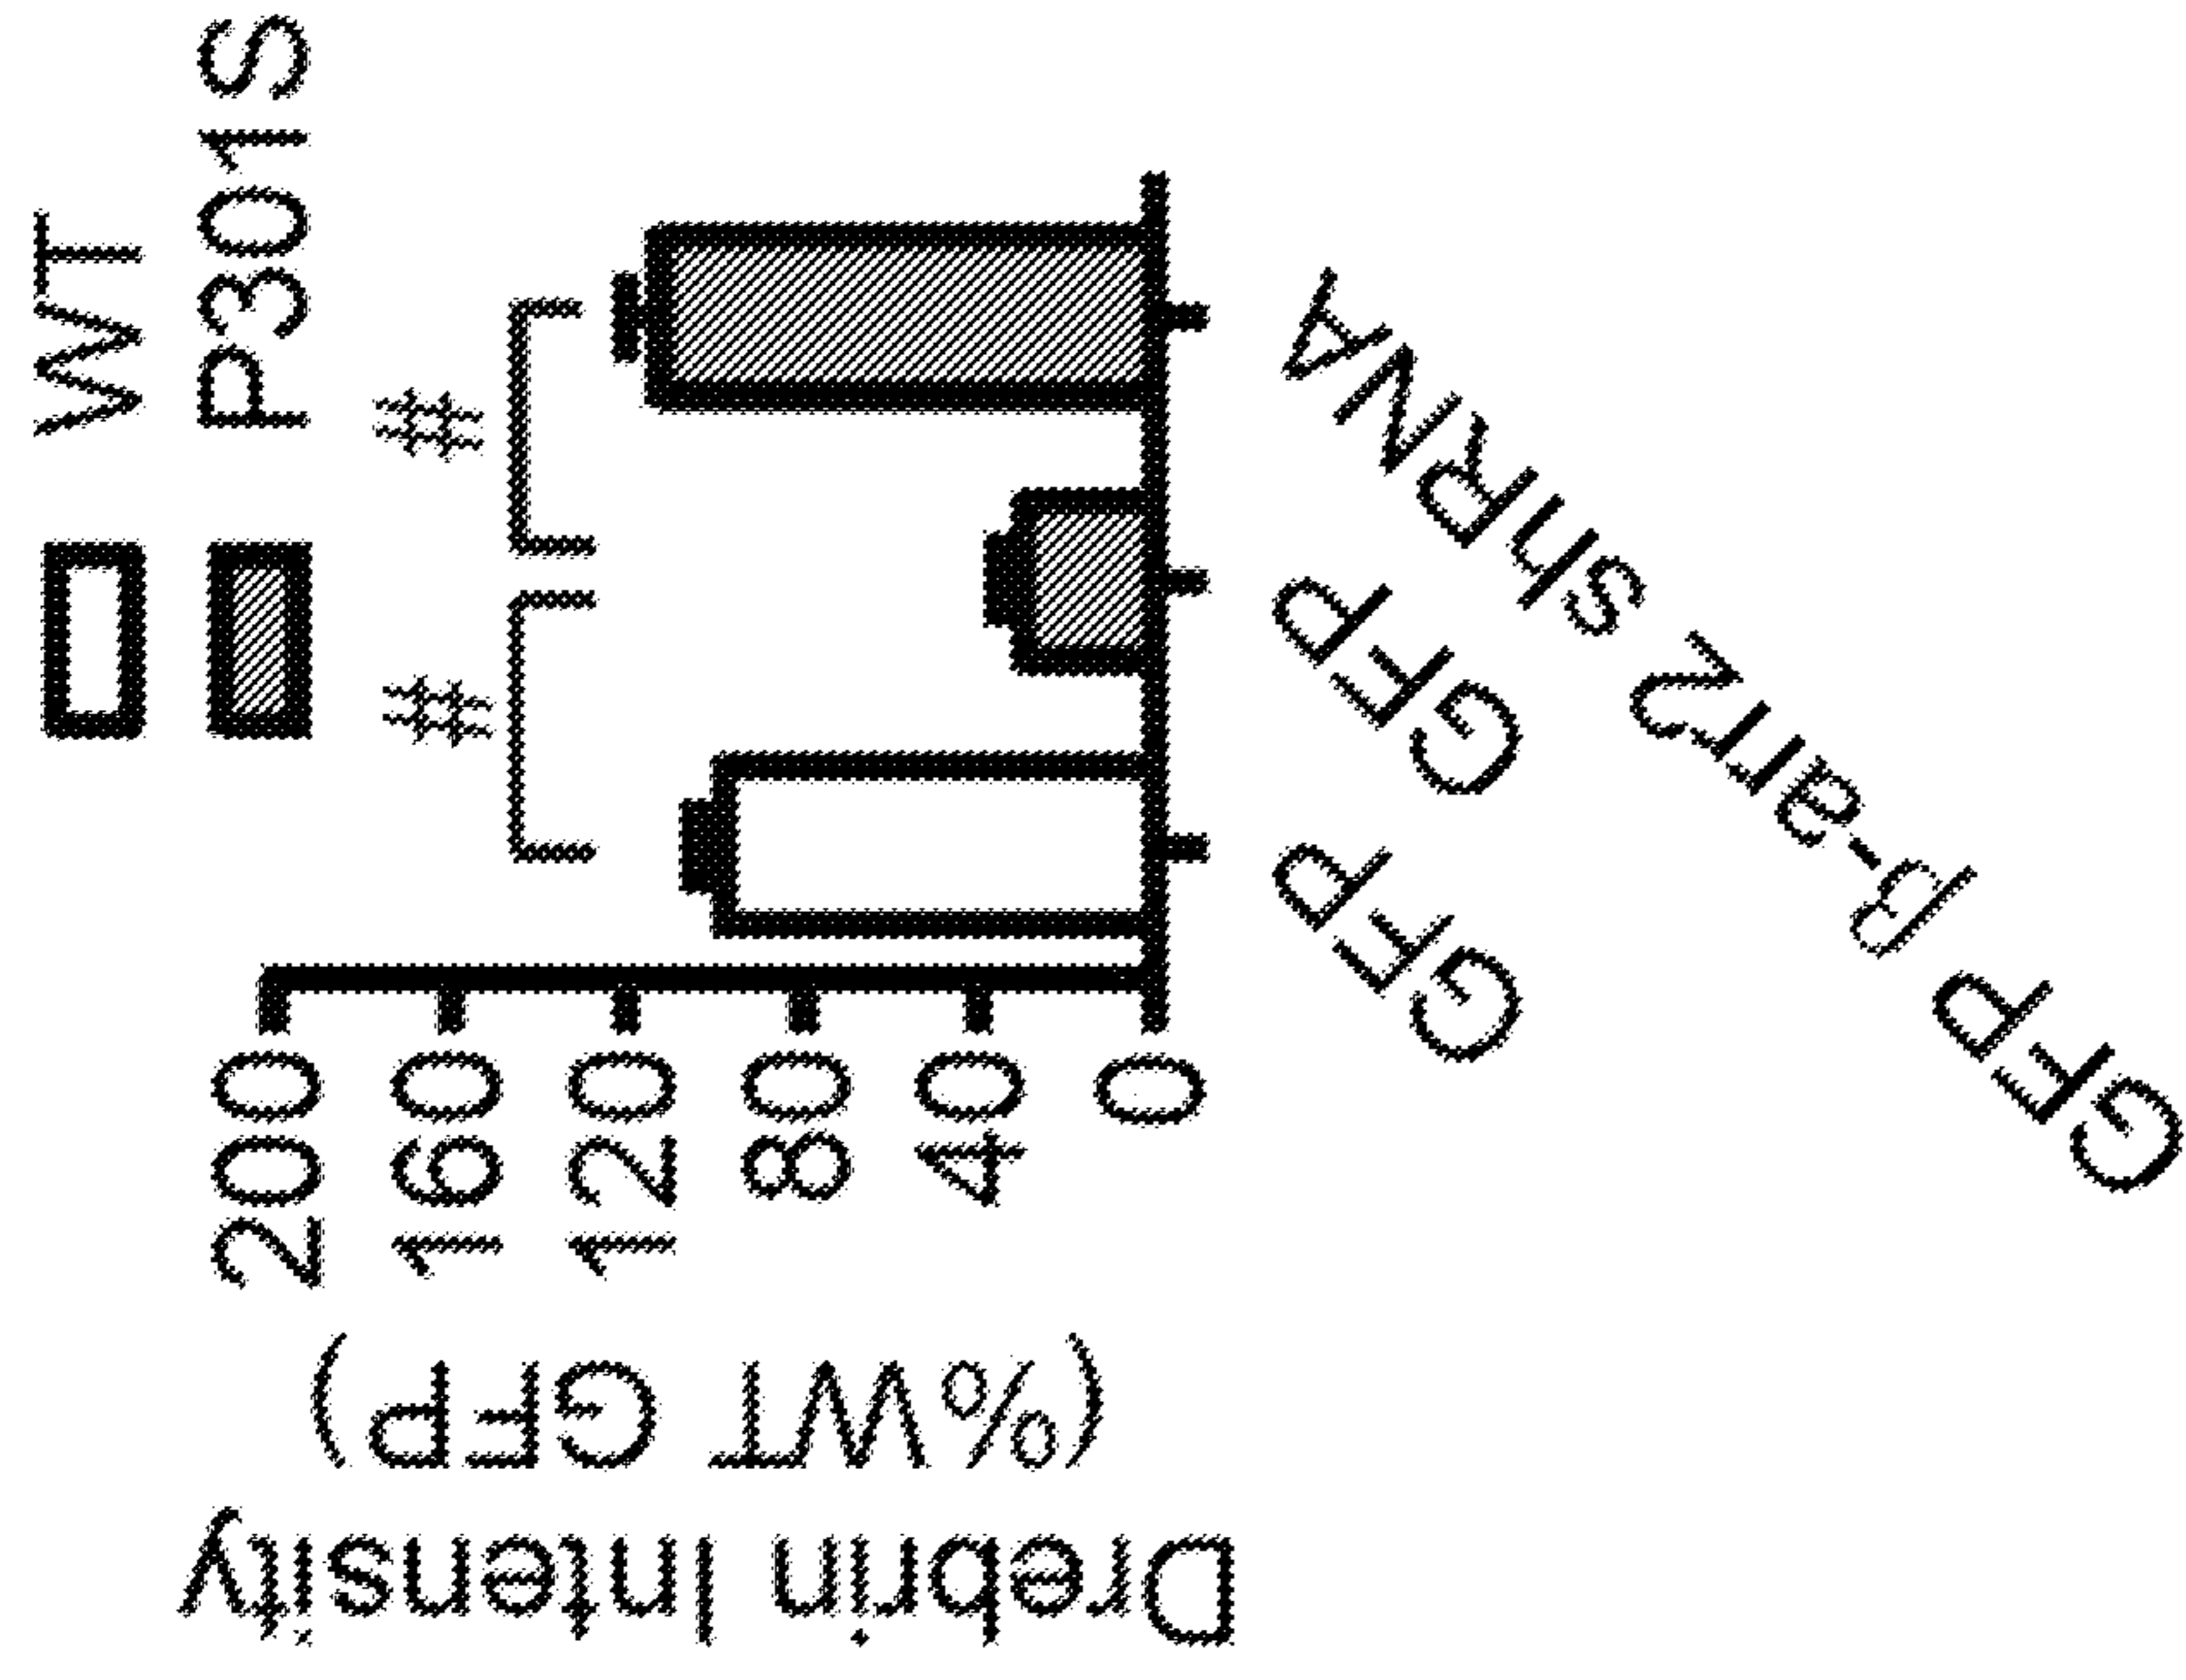 WT
P301S
#
#
Drebrin Intensity
(%WT GFP)
200
160
120
80
40
0
GFP
GFP
GFP β-arr2 shRNA